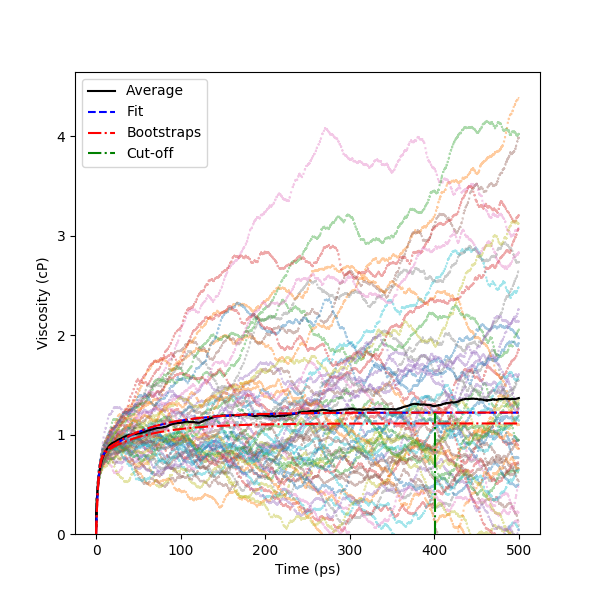 Average
Fit
Bootstraps
Cut-off
4
3
2
1
0
Viscosity (cP)
0 100 200 300 400 500
Time (ps)